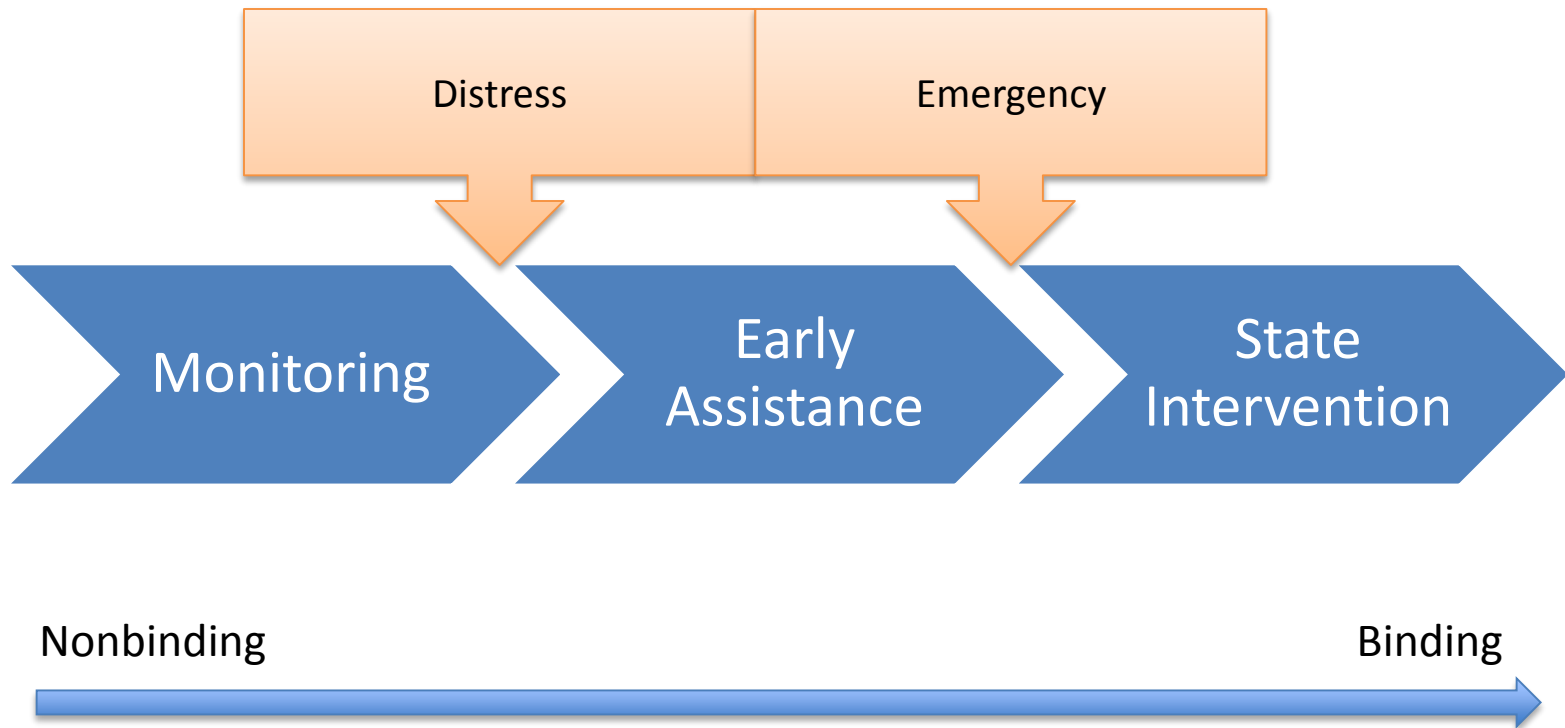 Distress
Emergency
Monitoring
Early
Assistance
State
Intervention
Nonbinding
Binding